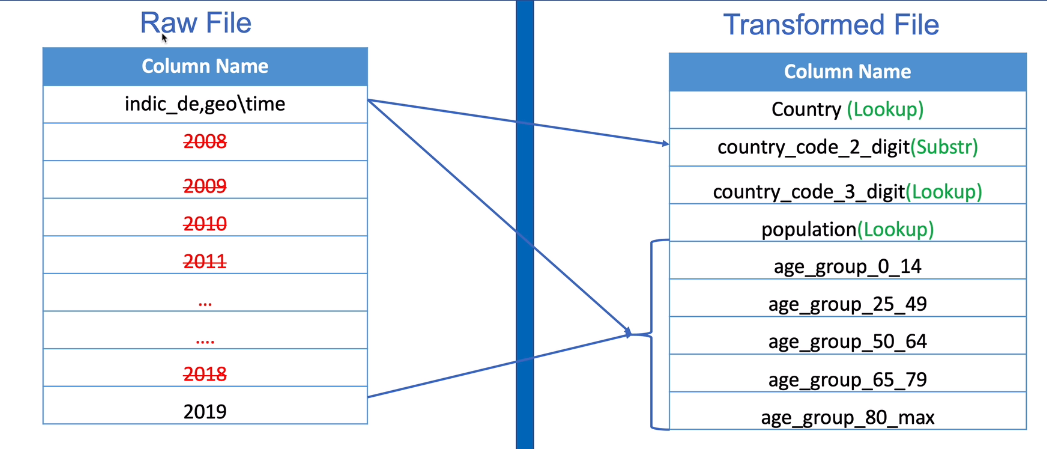 Raw File
Column Name
indic_de,geo\time
2008
2009
2010
2011
...
....
2018
2019
Transformed File
Column Name
Country (Lookup)
country_code_2_digit(Substr)
country_code_3_digit(Lookup)
population(Lookup)
age_group_0_14
age_group_25_49
age_group_50_64
age_group_65_79
age_group_80_max